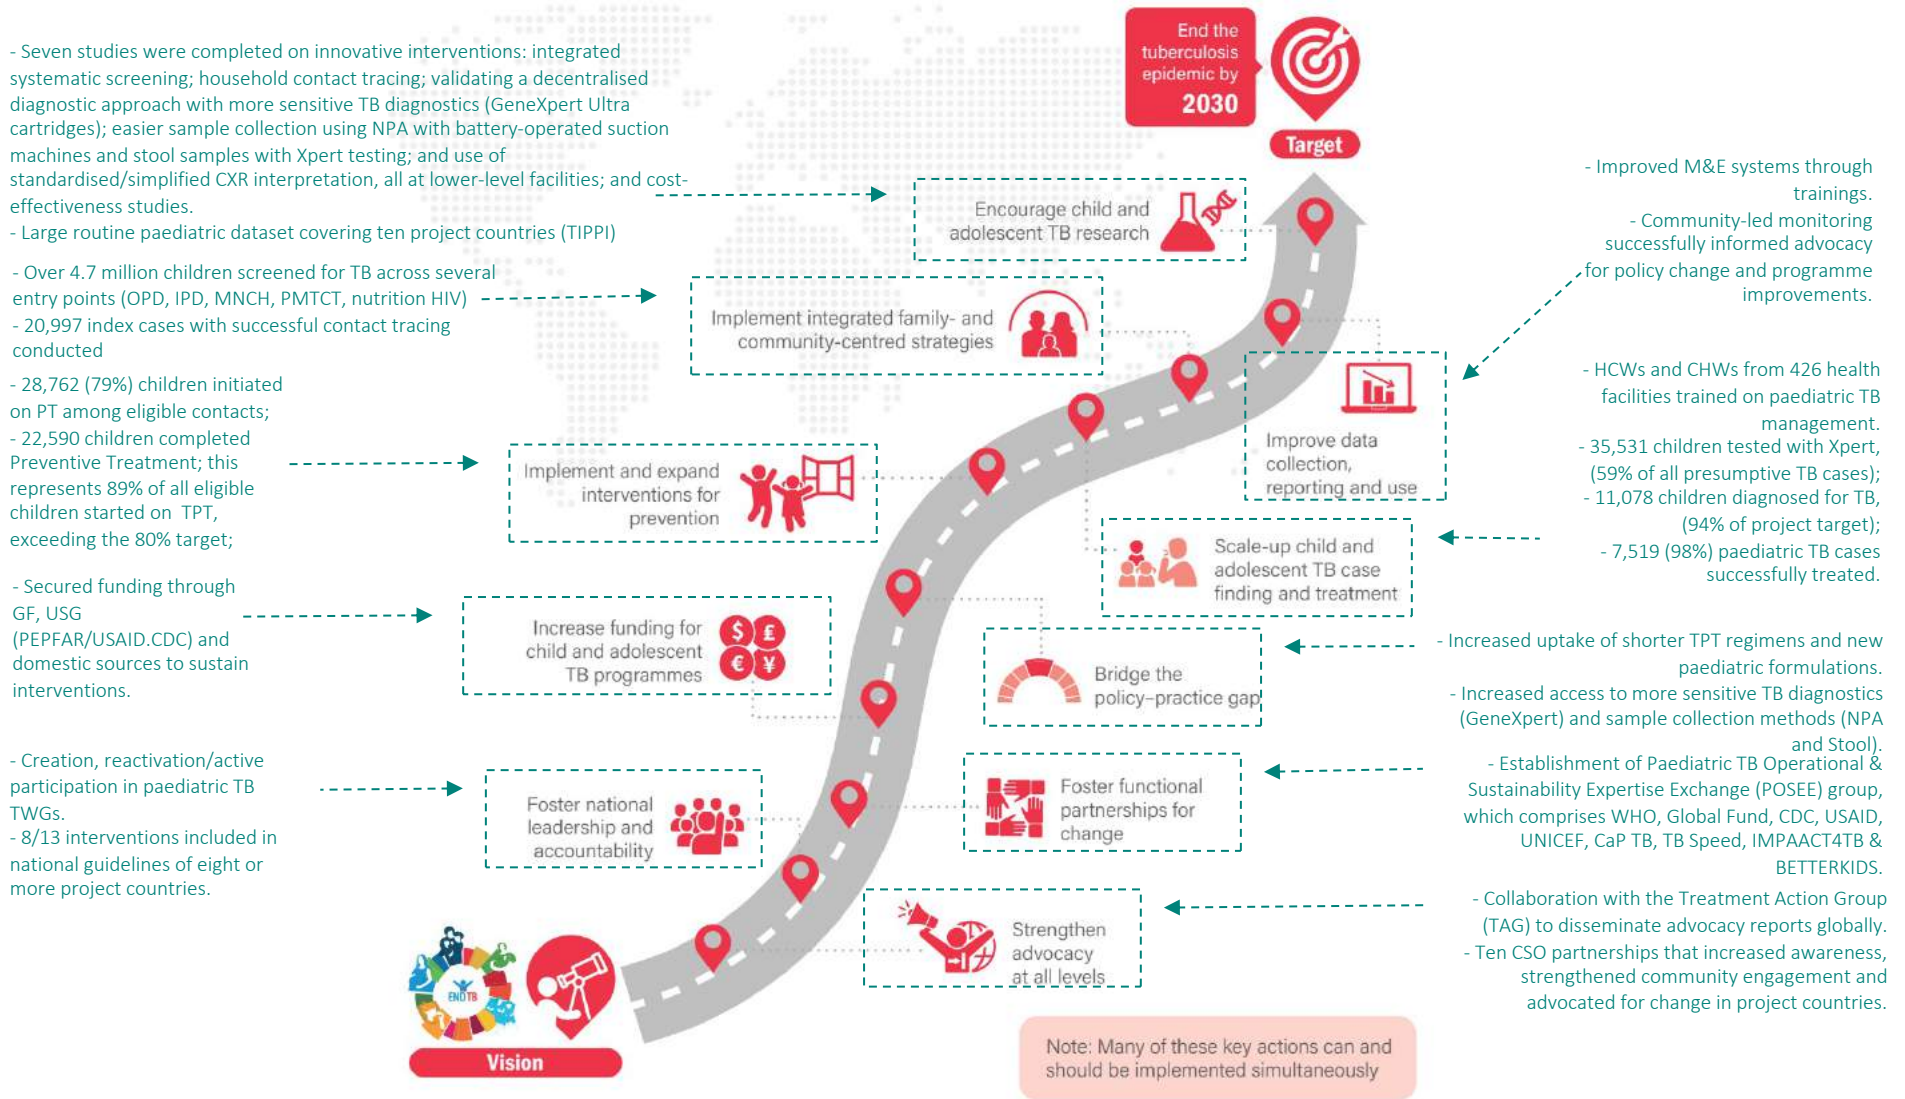 - Seven studies were completed on innovative interventions: integrated
systematic screening; household contact tracing; validating a decentralised
diagnostic approach with more sensitive TB diagnostics (GeneXpert Ultra
cartridges); easier sample collection using NPA with battery-operated suction
machines and stool samples with Xpert testing; and use of
standardised/simplified CXR interpretation, all at lower-level facilities; and cost-
effectiveness studies.
- Large routine paediatric dataset covering ten project countries (TIPPI)
- Over 4.7 million children screened for TB across several
entry points (OPD, IPD, MNCH, PMTCT, nutrition HIV)
- 20,997 index cases with successful contact tracing
conducted
- 28,762 (79%) children initiated
on PT among eligible contacts;
- 22,590 children completed
Preventive Treatment; this
represents 89% of all eligible
children started on TPT,
exceeding the 80% target;
- Secured funding through
GF, USG
(PEPFAR/USAID.CDC) and
domestic sources to sustain
interventions.
- Creation, reactivation/active
participation in paediatric TB
TWGs.
- 8/13 interventions included in
national guidelines of eight or
more project countries.
End the
tuberculosis
epidemic by
2030
Target
Encourage child and
adolescent TB research
Implement integrated family- and
community-centred strategies
Improve data
collection,
reporting and use
Implement and expand
interventions for
prevention
Scale-up child and
adolescent TB case
finding and treatment
Increase funding for
child and adolescent
TB programmes
$ £
€ ¥
Bridge the
policy–practice gap
Foster national
leadership and
accountability
Foster functional
partnerships for
change
Strengthen
advocacy
at all levels
END TB
Vision
Note: Many of these key actions can and
should be implemented simultaneously
- Improved M&E systems through
trainings.
- Community-led monitoring
successfully informed advocacy
for policy change and programme
improvements.
- HCWs and CHWs from 426 health
facilities trained on paediatric TB
management.
- 35,531 children tested with Xpert,
(59% of all presumptive TB cases);
- 11,078 children diagnosed for TB,
(94% of project target);
- 7,519 (98%) paediatric TB cases
successfully treated.
- Increased uptake of shorter TPT regimens and new
paediatric formulations.
- Increased access to more sensitive TB diagnostics
(GeneXpert) and sample collection methods (NPA
and Stool).
- Establishment of Paediatric TB Operational &
Sustainability Expertise Exchange (POSEE) group,
which comprises WHO, Global Fund, CDC, USAID,
UNICEF, CaP TB, TB Speed, IMPAACT4TB &
BETTERKIDS.
- Collaboration with the Treatment Action Group
(TAG) to disseminate advocacy reports globally.
- Ten CSO partnerships that increased awareness,
strengthened community engagement and
advocated for change in project countries.